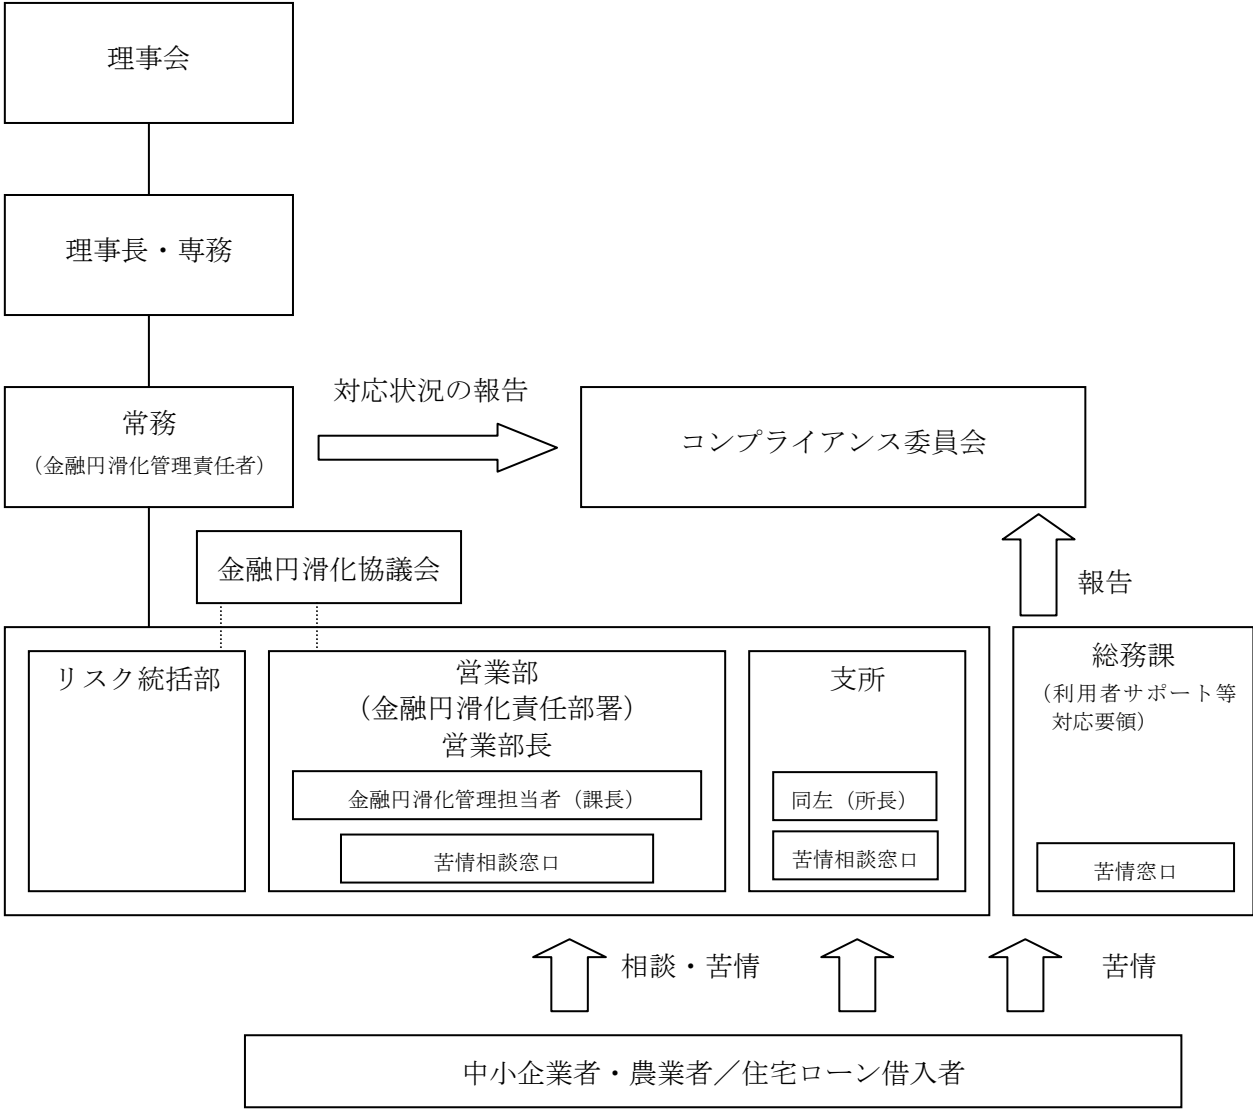 理事会
理事長・専務
常務
（金融円滑化管理責任者）
対応状況の報告
コンプライアンス委員会
金融円滑化協議会
報告
リスク統括部
営業部
（金融円滑化責任部署）
営業部長
金融円滑化管理担当者（課長）
苦情相談窓口
支所
同左（所長）
苦情相談窓口
総務課
（利用者サポート等
対応要領）
苦情窓口
相談・苦情
苦情
中小企業者・農業者／住宅ローン借入者